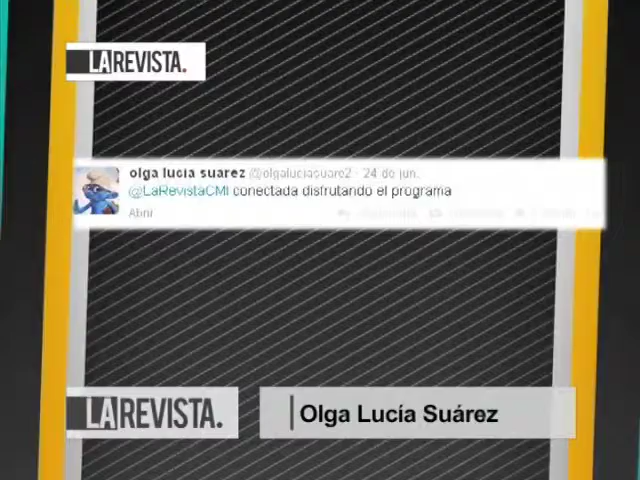 LAREVISTA.
olga lucia suarez @olgaluciasuare2 · 24 de jun.
@LaRevistaCMI conectada disfrutando el programa
Abrir
LAREVISTA.
Olga Lucía Suárez